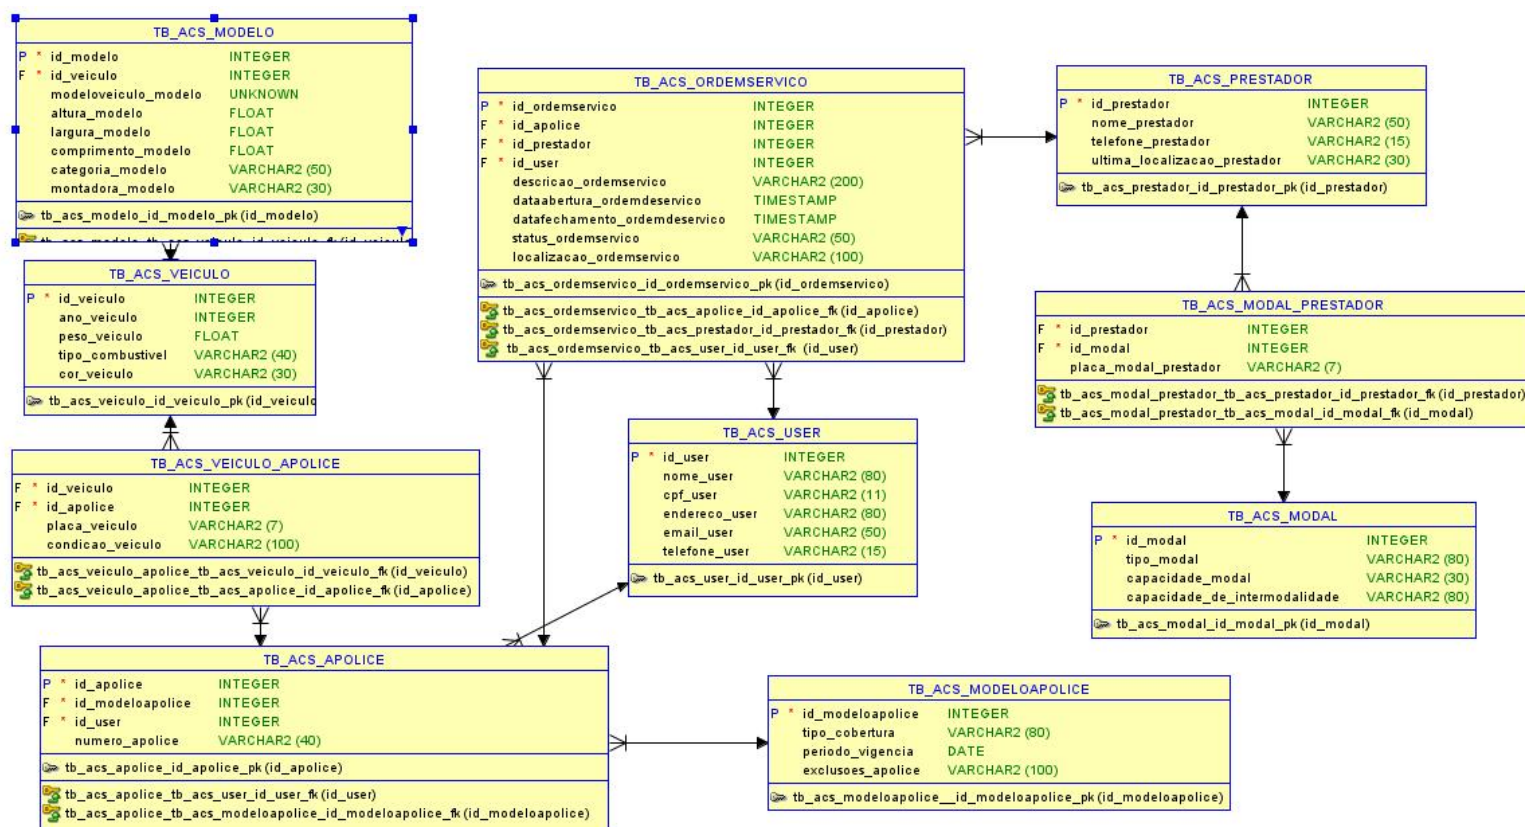 TB_ACS_MODELO
P * id_modelo INTEGER
F * id_veiculo INTEGER
modeloveiculo_modelo UNKNOWN
altura_modelo FLOAT
largura_modelo FLOAT
comprimento_modelo FLOAT
categoria_modelo VARCHAR2 (50)
montadora_modelo VARCHAR2 (30)
tb_acs_modelo_id_modelo_pk (id_modelo)
TB_ACS_VEICULO
P * id_veiculo INTEGER
ano_veiculo INTEGER
peso_veiculo FLOAT
tipo_combustivel VARCHAR2 (40)
cor_veiculo VARCHAR2 (30)
tb_acs_veiculo_id_veiculo_pk (id_veiculo
TB_ACS_VEICULO_APOLICE
F * id_veiculo INTEGER
F * id_apolice INTEGER
placa_veiculo VARCHAR2 (7)
condicao_veiculo VARCHAR2 (100)
tb_acs_veiculo_apolice_tb_acs_veiculo_id_veiculo_fk (id_veiculo)
tb_acs_veiculo_apolice_tb_acs_apolice_id_apolice_fk (id_apolice)
TB_ACS_APOLICE
P * id_apolice INTEGER
F * id_modeloapolice INTEGER
F * id_user INTEGER
numero_apolice VARCHAR2 (40)
tb_acs_apolice_id_apolice_pk (id_apolice)
tb_acs_apolice_tb_acs_user_id_user_fk (id_user)
tb_acs_apolice_tb_acs_modeloapolice_id_modeloapolice_fk (id_modeloapolice)
TB_ACS_ORDEMSERVICO
P * id_ordemservico INTEGER
F * id_apolice INTEGER
F * id_prestador INTEGER
F * id_user INTEGER
descricao_ordemservico VARCHAR2 (200)
dataabertura_ordemdeservico TIMESTAMP
datafechamento_ordemdeservico TIMESTAMP
status_ordemservico VARCHAR2 (50)
localizacao_ordemservico VARCHAR2 (100)
tb_acs_ordemservico_id_ordemservico_pk (id_ordemservico)
tb_acs_ordemservico_tb_acs_apolice_id_apolice_fk (id_apolice)
tb_acs_ordemservico_tb_acs_prestador_id_prestador_fk (id_prestador)
tb_acs_ordemservico_tb_acs_user_id_user_fk (id_user)
TB_ACS_USER
P * id_user INTEGER
nome_user VARCHAR2 (80)
cpf_user VARCHAR2 (11)
endereco_user VARCHAR2 (80)
email_user VARCHAR2 (50)
telefone_user VARCHAR2 (15)
tb_acs_user_id_user_pk (id_user)
TB_ACS_MODELOAPOLICE
P * id_modeloapolice INTEGER
tipo_cobertura VARCHAR2 (80)
periodo_vigencia DATE
exclusoes_apolice VARCHAR2 (100)
tb_acs_modeloapolice__id_modeloapolice_pk (id_modeloapolice)
TB_ACS_PRESTADOR
P * id_prestador INTEGER
nome_prestador VARCHAR2 (50)
telefone_prestador VARCHAR2 (15)
ultima_localizacao_prestador VARCHAR2 (30)
tb_acs_prestador_id_prestador_pk (id_prestador)
TB_ACS_MODAL_PRESTADOR
F * id_prestador INTEGER
F * id_modal INTEGER
placa_modal_prestador VARCHAR2 (7)
tb_acs_modal_prestador_tb_acs_prestador_id_prestador_fk (id_prestador)
tb_acs_modal_prestador_tb_acs_modal_id_modal_fk (id_modal)
TB_ACS_MODAL
P * id_modal INTEGER
tipo_modal VARCHAR2 (80)
capacidade_modal VARCHAR2 (30)
capacidade_de_intermodalidade VARCHAR2 (80)
tb_acs_modal_id_modal_pk (id_modal)